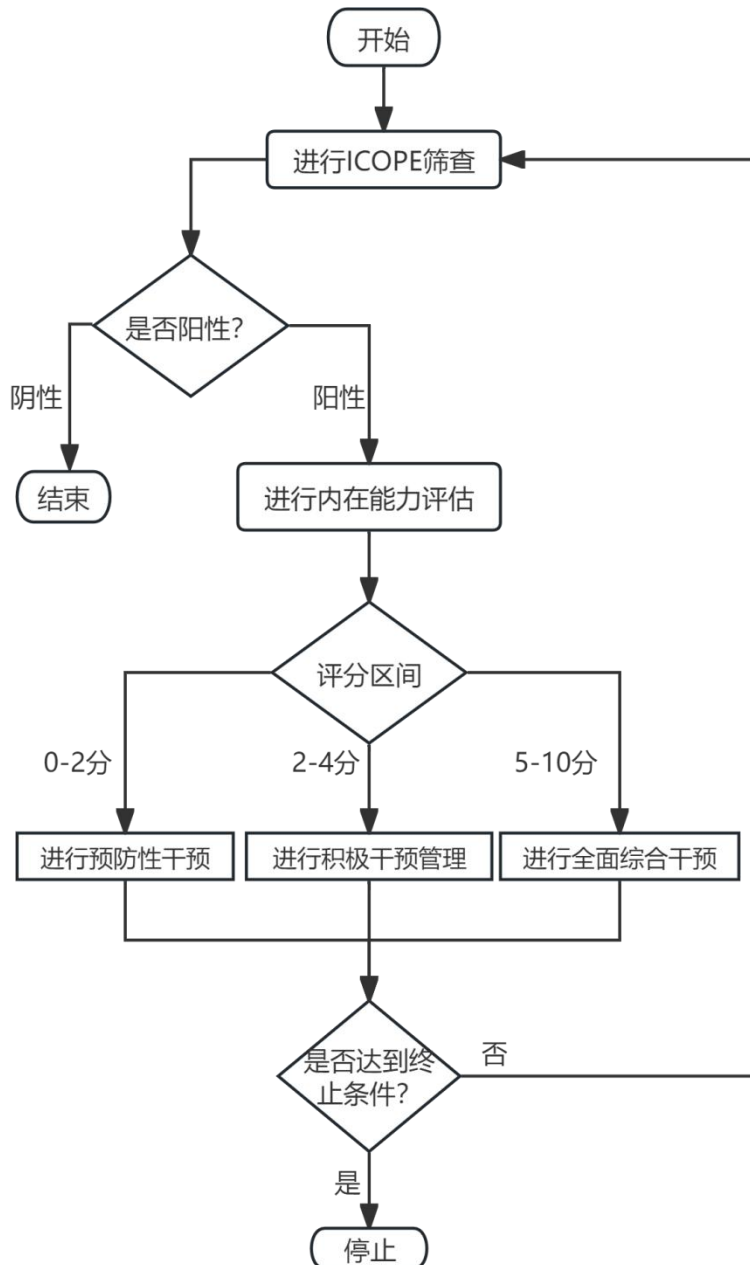 开始
进行ICOPE筛查
是否阳性?
阴性
阳性
结束
进行内在能力评估
评分区间
0-2分
2-4分
5-10分
进行预防性干预
进行积极干预管理
进行全面综合干预
是否达到终
止条件?
否
是
停止